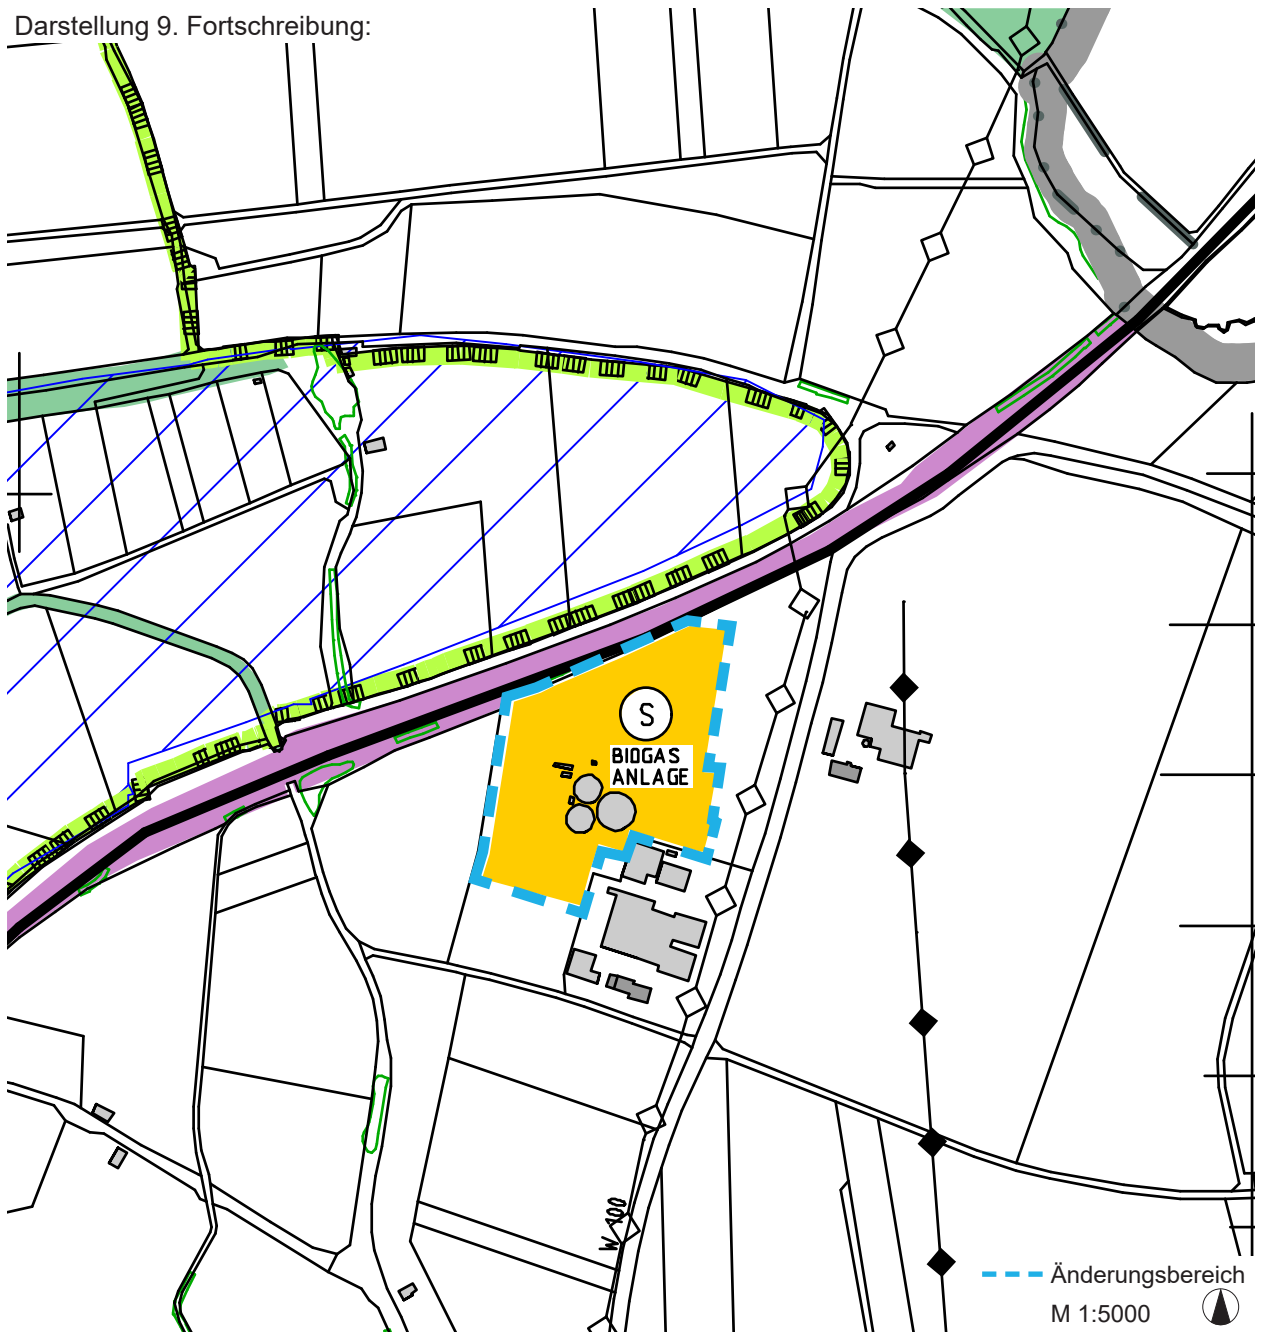 Darstellung 9. Fortschreibung:
S
BIOGAS
ANLAGE
W 100
Änderungsbereich
M 1:5000